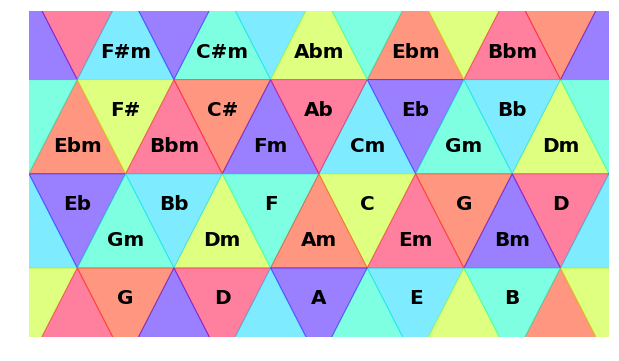 F#m C#m Abm Ebm Bbm
F# C# Ab Eb Bb
Ebm Bbm Fm Cm Gm Dm
Eb Bb F C G D
Gm Dm Am Em Bm
G D A E B